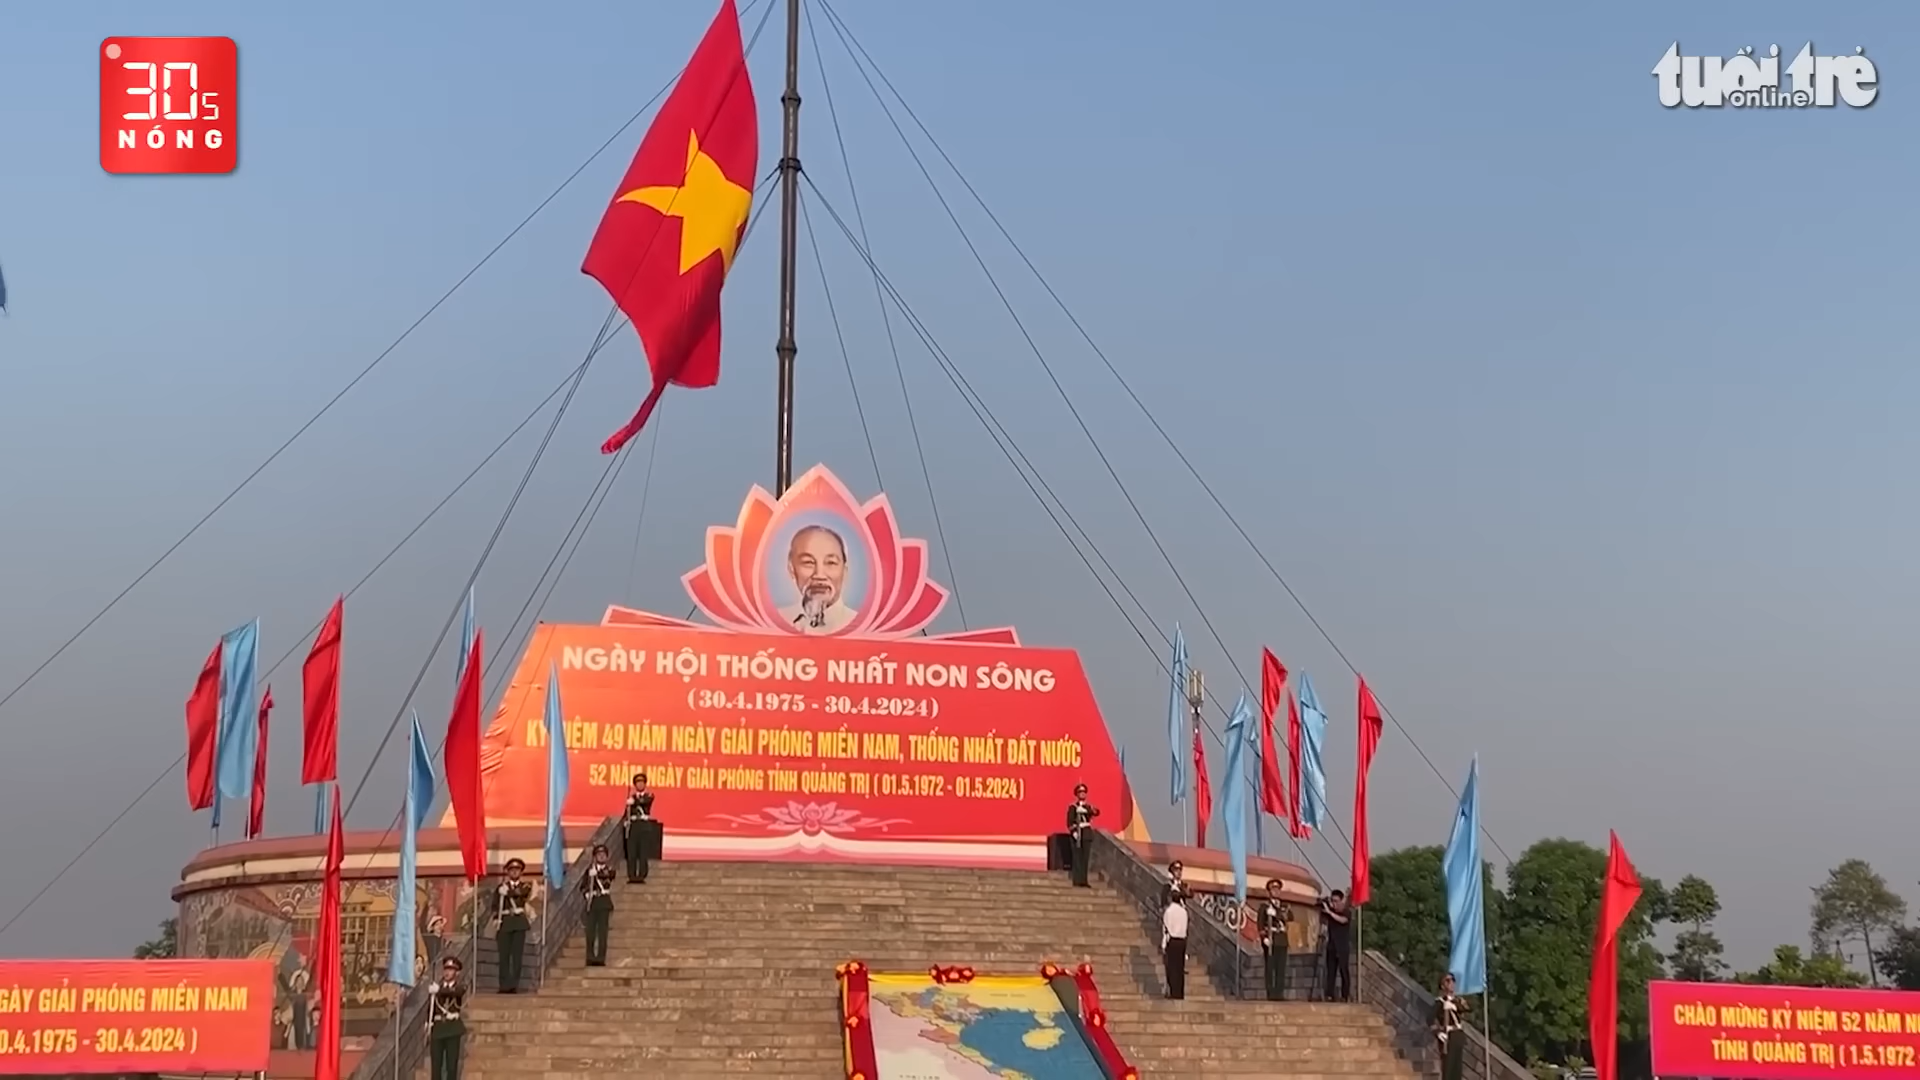 30s
NÓNG
tuổi trẻ
online
NGÀY HỘI THỐNG NHẤT NON SÔNG
(30.4.1975 - 30.4.2024)
KỶ NIỆM 49 NĂM NGÀY GIẢI PHÓNG MIỀN NAM, THỐNG NHẤT ĐẤT NƯỚC
52 NĂM NGÀY GIẢI PHÓNG TỈNH QUẢNG TRỊ ( 01.5.1972 - 01.5.2024 )
GÀY GIẢI PHÓNG MIỀN NAM
0.4.1975 - 30.4.2024 )
CHÀO MỪNG KỶ NIỆM 52 NĂM
TỈNH QUẢNG TRỊ ( 1.5.1972